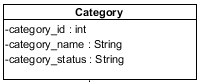 Category
-category_id : int
-category_name : String
-category_status : String